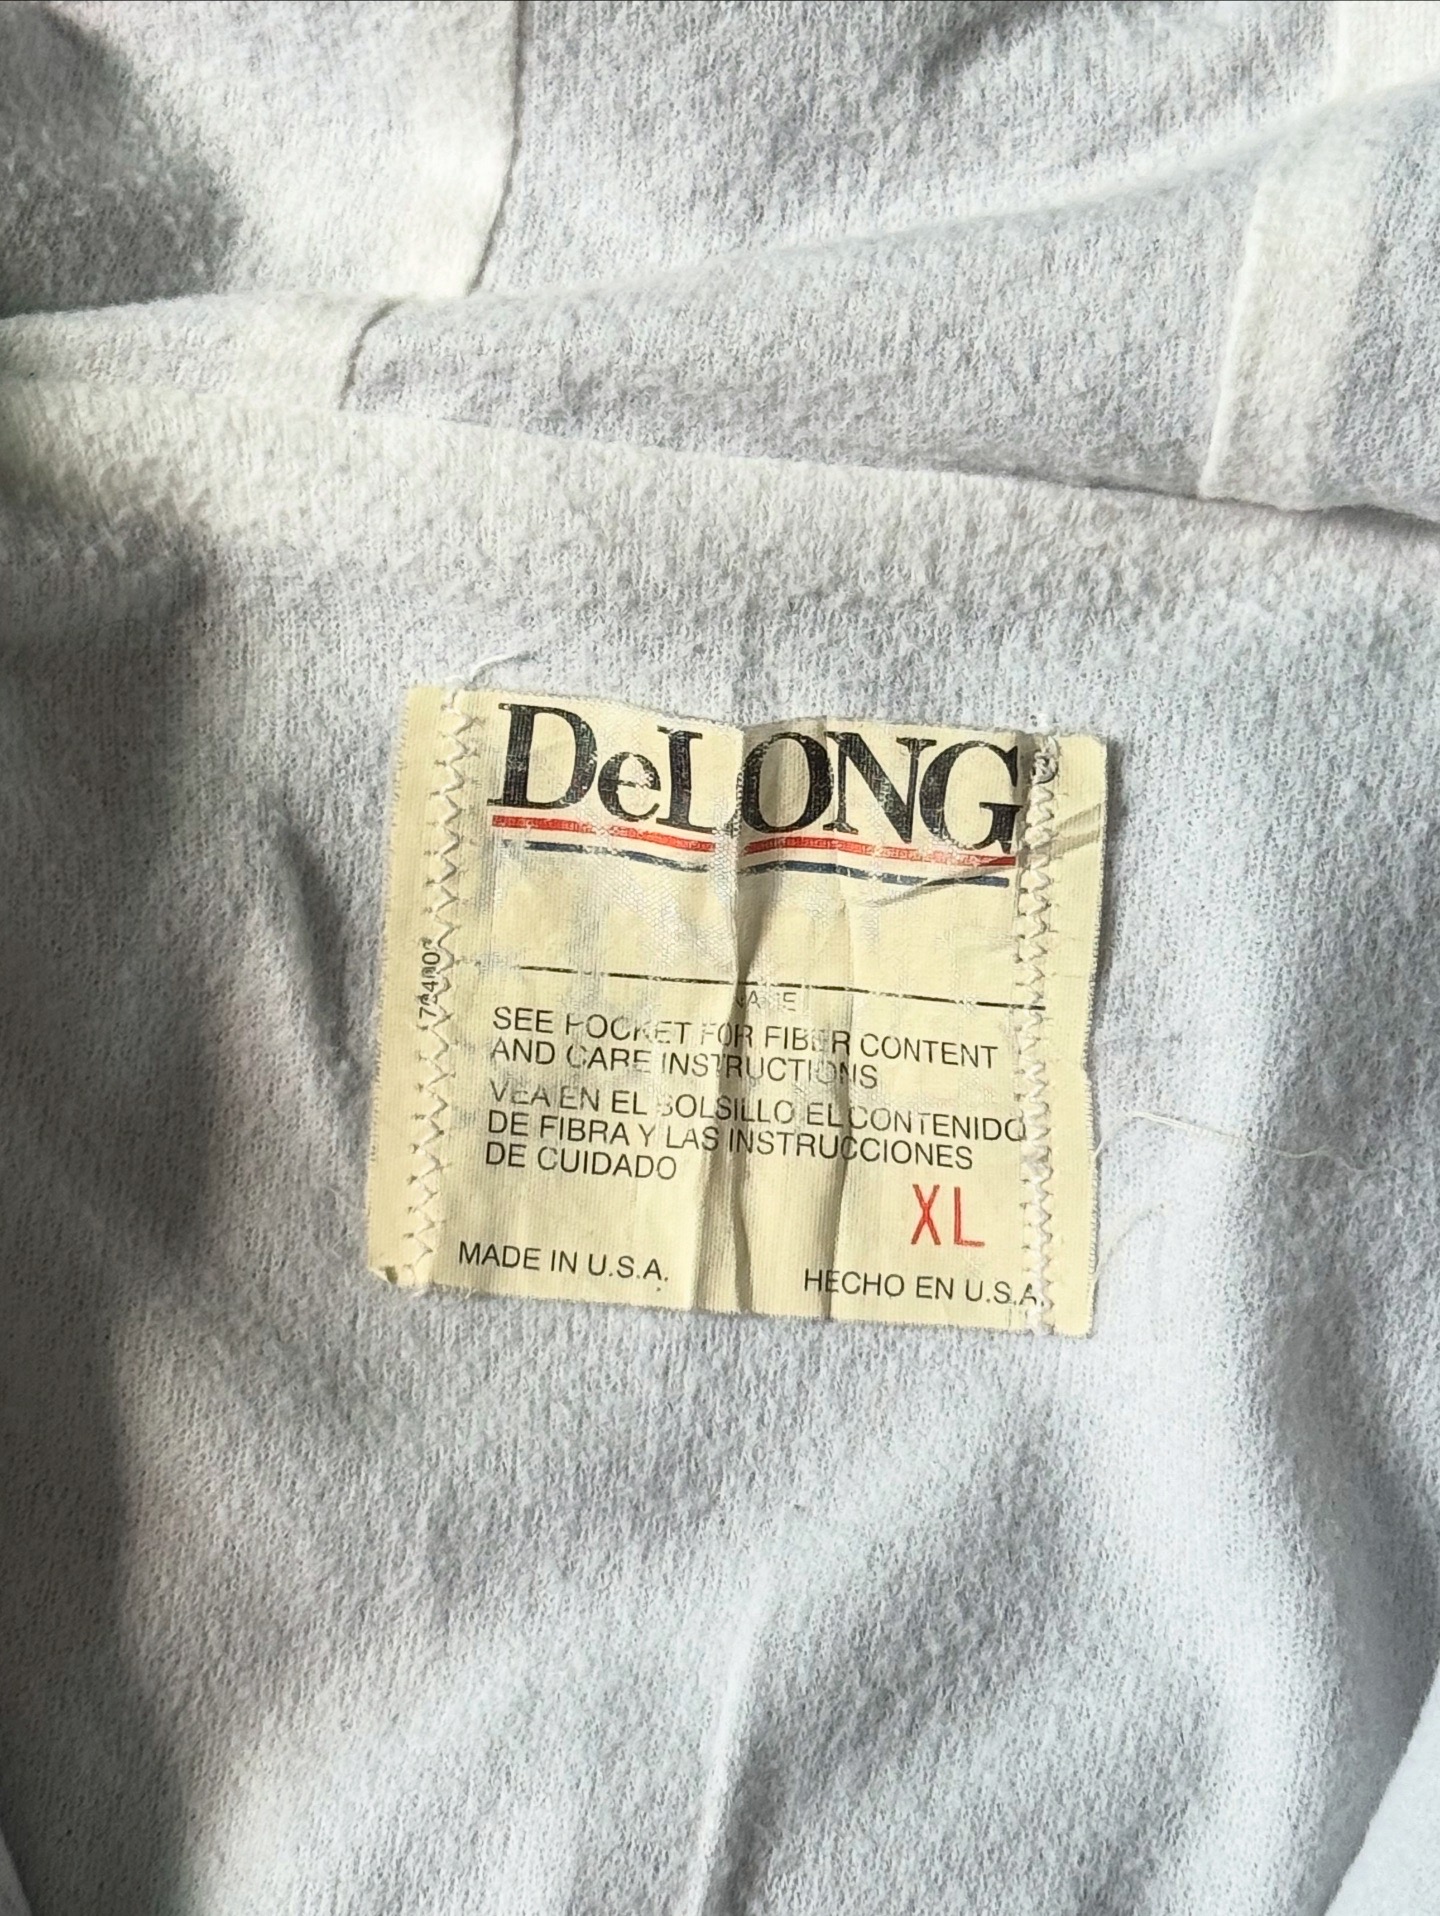 DeLONG
NAME
SEE POCKET FOR FIBER CONTENT
AND CARE INSTRUCTIONS
VEA EN EL BOLSILLO EL CONTENIDO
DE FIBRA Y LAS INSTRUCCIONES
DE CUIDADO
XL
MADE IN U.S.A.
HECHO EN U.S.A.